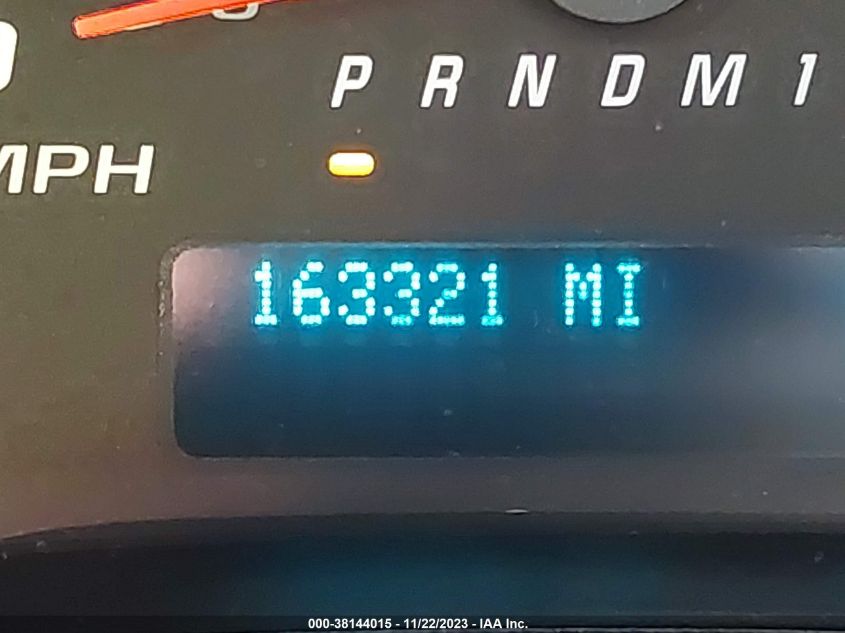 P R N D M 1
MPH
163321 MI
000-38144015 - 11/22/2023 - IAA Inc.